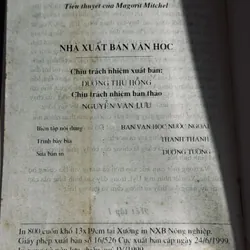 Tiểu thuyết của Magorit Mitchel
NHÀ XUẤT BẢN VĂN HỌC
Chịu trách nhiệm xuất bản:
DƯƠNG THU HỒNG
Chịu trách nhiệm bản thảo
NGUYỄN VĂN LƯU
Biên tập nội dung
BAN VĂN HỌC NƯỚC NGOÀI
Trình bày bìa
THANH THANH
Sửa bản in
DƯƠNG TƯỜNG
In 800 cuốn khổ 13x19cm tại Xưởng in NXB Nông nghiệp.
Giấy phép xuất bản số 16/526 Cục xuất bản cấp ngày 24/6/1999.